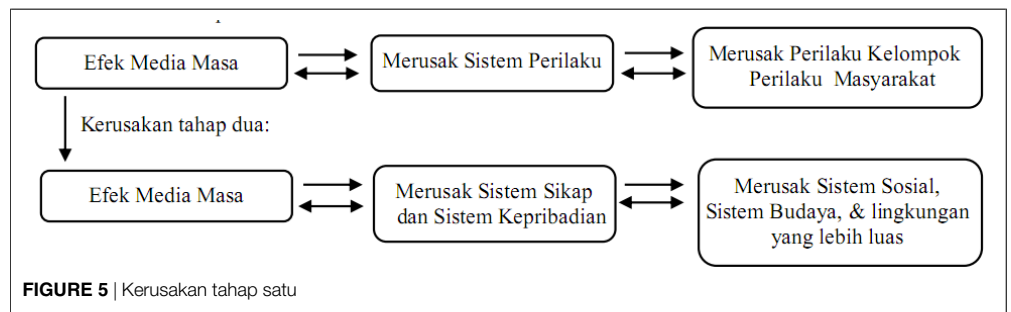 Efek Media Masa
Merusak Sistem Perilaku
Merusak Perilaku Kelompok
Perilaku Masyarakat
Kerusakan tahap dua:
Efek Media Masa
Merusak Sistem Sikap
dan Sistem Kepribadian
Merusak Sistem Sosial,
Sistem Budaya, & lingkungan
yang lebih luas
FIGURE 5 | Kerusakan tahap satu